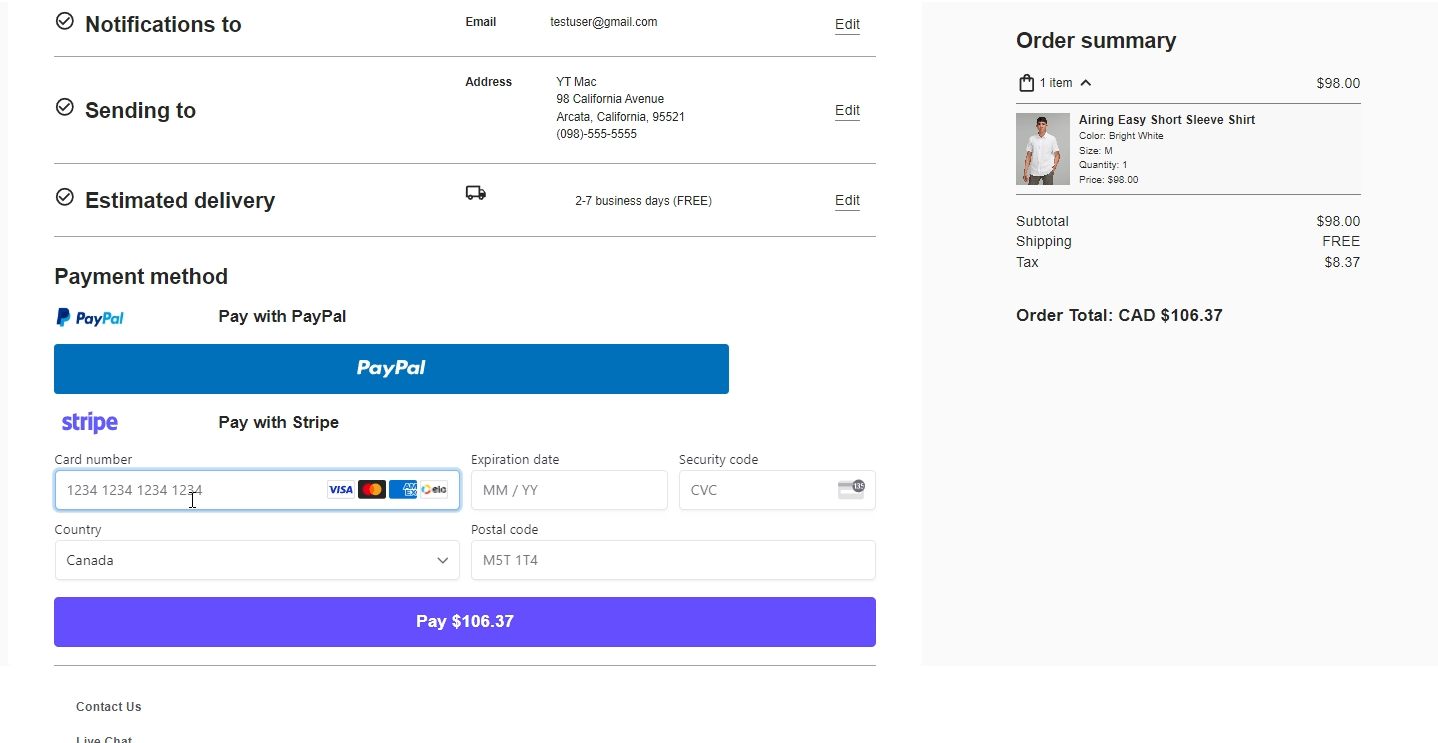 Notifications to
Email
testuser@gmail.com
Edit
Sending to
Address
YT Mac
98 California Avenue
Arcata, California, 95521
(098)-555-5555
Edit
Estimated delivery
2-7 business days (FREE)
Edit
Payment method
PayPal
Pay with PayPal
PayPal
stripe
Pay with Stripe
Card number
1234 1234 1234 1234
VISA
AM
EX
elo
Expiration date
MM / YY
Security code
CVC
135
Country
Canada
Postal code
M5T 1T4
Pay $106.37
Contact Us
Live Chat
Order summary
1 item
$98.00
Airing Easy Short Sleeve Shirt
Color: Bright White
Size: M
Quantity: 1
Price: $98.00
Subtotal
$98.00
Shipping
FREE
Tax
$8.37
Order Total: CAD $106.37